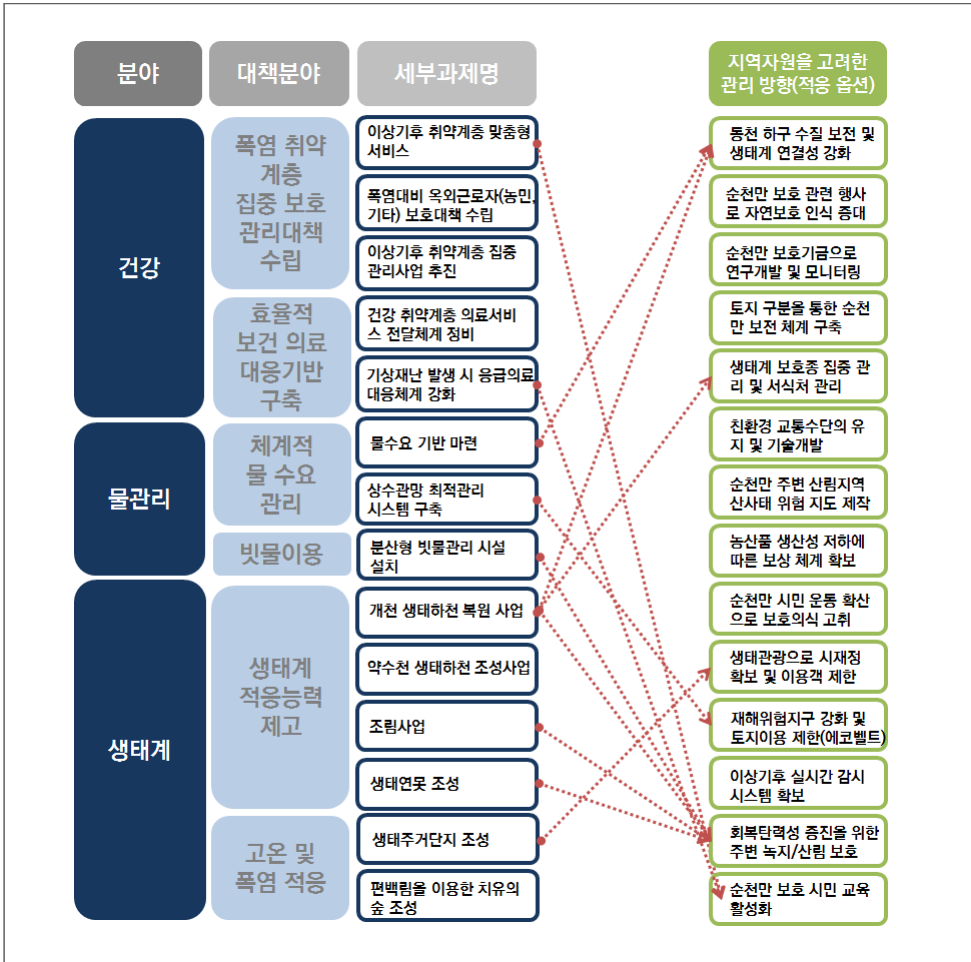 분야
대책분야
세부과제명
지역자원을 고려한
관리 방향(적응 옵션)
건강
폭염 취약
계층
집중 보호
관리대책
수립
이상기후 취약계층 맞춤형
서비스
폭염대비 옥외근로자(농민,
기타) 보호대책 수립
이상기후 취약계층 집중
관리사업 추진
효율적
보건 의료
대응기반
구축
건강 취약계층 의료서비
스 전달체계 정비
기상재난 발생 시 응급의료
대응체계 강화
물관리
체계적
물 수요
관리
물수요 기반 마련
상수관망 최적관리
시스템 구축
빗물이용
분산형 빗물관리 시설
설치
생태계
생태계
적응능력
제고
개천 생태하천 복원 사업
약수천 생태하천 조성사업
조림사업
생태연못 조성
고온 및
폭염 적응
생태주거단지 조성
편백림을 이용한 치유의
숲 조성
동천 하구 수질 보전 및
생태계 연결성 강화
순천만 보호 관련 행사
로 자연보호 인식 증대
순천만 보호기금으로
연구개발 및 모니터링
토지 구분을 통한 순천
만 보전 체계 구축
생태계 보호종 집중 관
리 및 서식처 관리
친환경 교통수단의 유
지 및 기술개발
순천만 주변 산림지역
산사태 위험 지도 제작
농산품 생산성 저하에
따른 보상 체계 확보
순천만 시민 운동 확산
으로 보호의식 고취
생태관광으로 시재정
확보 및 이용객 제한
재해위험지구 강화 및
토지이용 제한(에코벨트)
이상기후 실시간 감시
시스템 확보
회복탄력성 증진을 위한
주변 녹지/산림 보호
순천만 보호 시민 교육
활성화